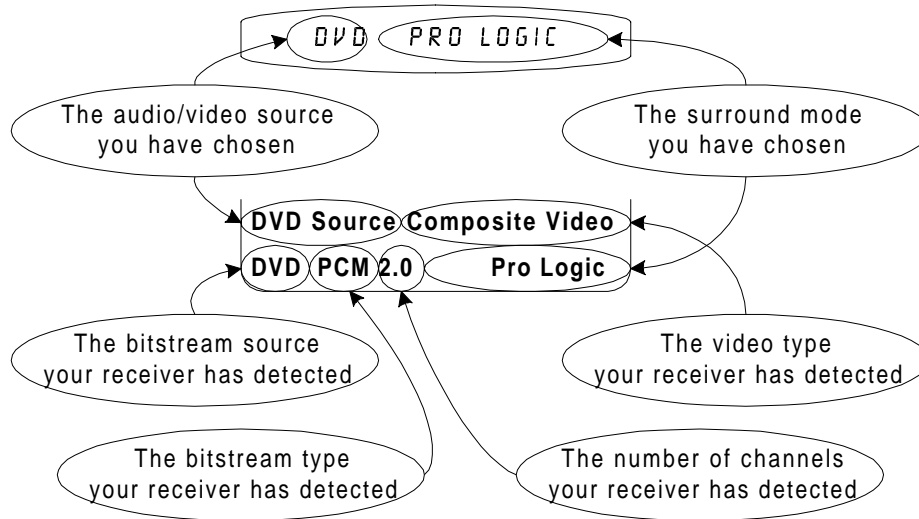 DVD PRO LOGIC
The audio/video source
you have chosen
The surround mode
you have chosen
DVD Source Composite Video
DVD PCM 2.0 Pro Logic
The bitstream source
your receiver has detected
The video type
your receiver has detected
The bitstream type
your receiver has detected
The number of channels
your receiver has detected